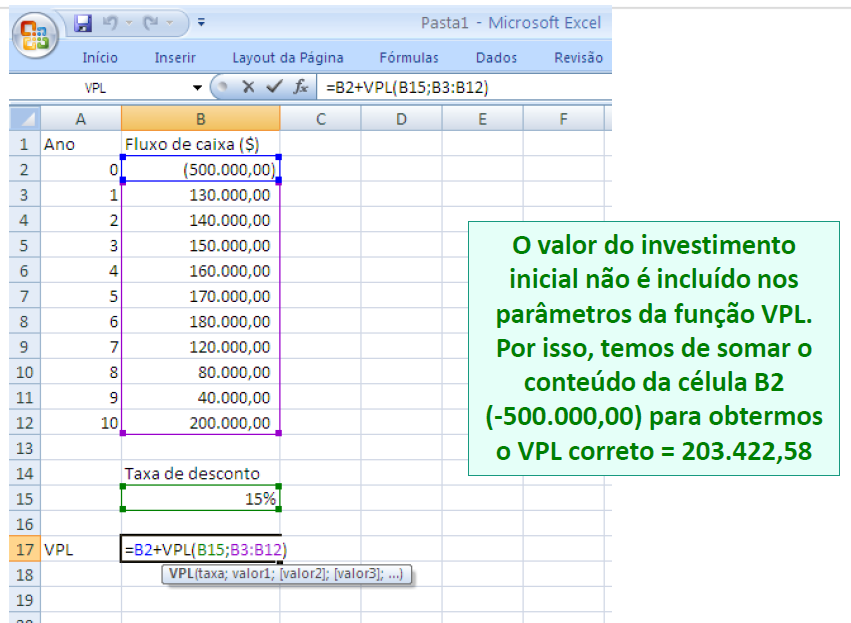 Pasta1 - Microsoft Excel
Início Inserir Layout da Página Fórmulas Dados Revisão
VPL =B2+VPL(B15;B3:B12)
A B C D E F
1 Ano Fluxo de caixa ($)
2 0 (500.000,00)
3 1 130.000,00
4 2 140.000,00
5 3 150.000,00
6 4 160.000,00
7 5 170.000,00
8 6 180.000,00
9 7 120.000,00
10 8 80.000,00
11 9 40.000,00
12 10 200.000,00
13
14 Taxa de desconto
15 15%
16
17 VPL =B2+VPL(B15;B3:B12)
18 VPL(taxa; valor1; [valor2]; [valor3]; ...)
19
O valor do investimento
inicial não é incluído nos
parâmetros da função VPL.
Por isso, temos de somar o
conteúdo da célula B2
(-500.000,00) para obtermos
o VPL correto = 203.422,58